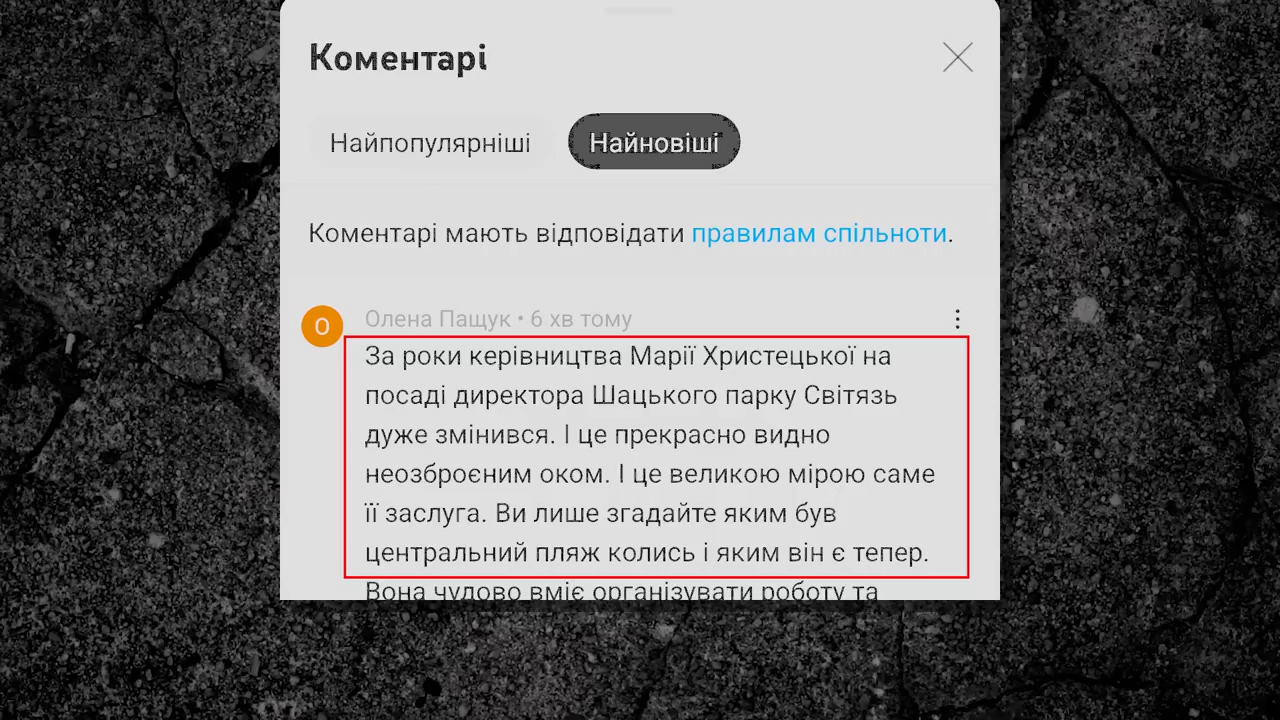 Коментарі
Найпопулярніші
Найновіші
Коментарі мають відповідати правилам спільноти.
О
Олена Пащук • 6 хв тому
За роки керівництва Марії Христецької на
посаді директора Шацького парку Світязь
дуже змінився. І це прекрасно видно
неозброєним оком. І це великою мірою саме
її заслуга. Ви лише згадайте яким був
центральний пляж колись і яким він є тепер.
Вона чудово вміє організувати роботу та